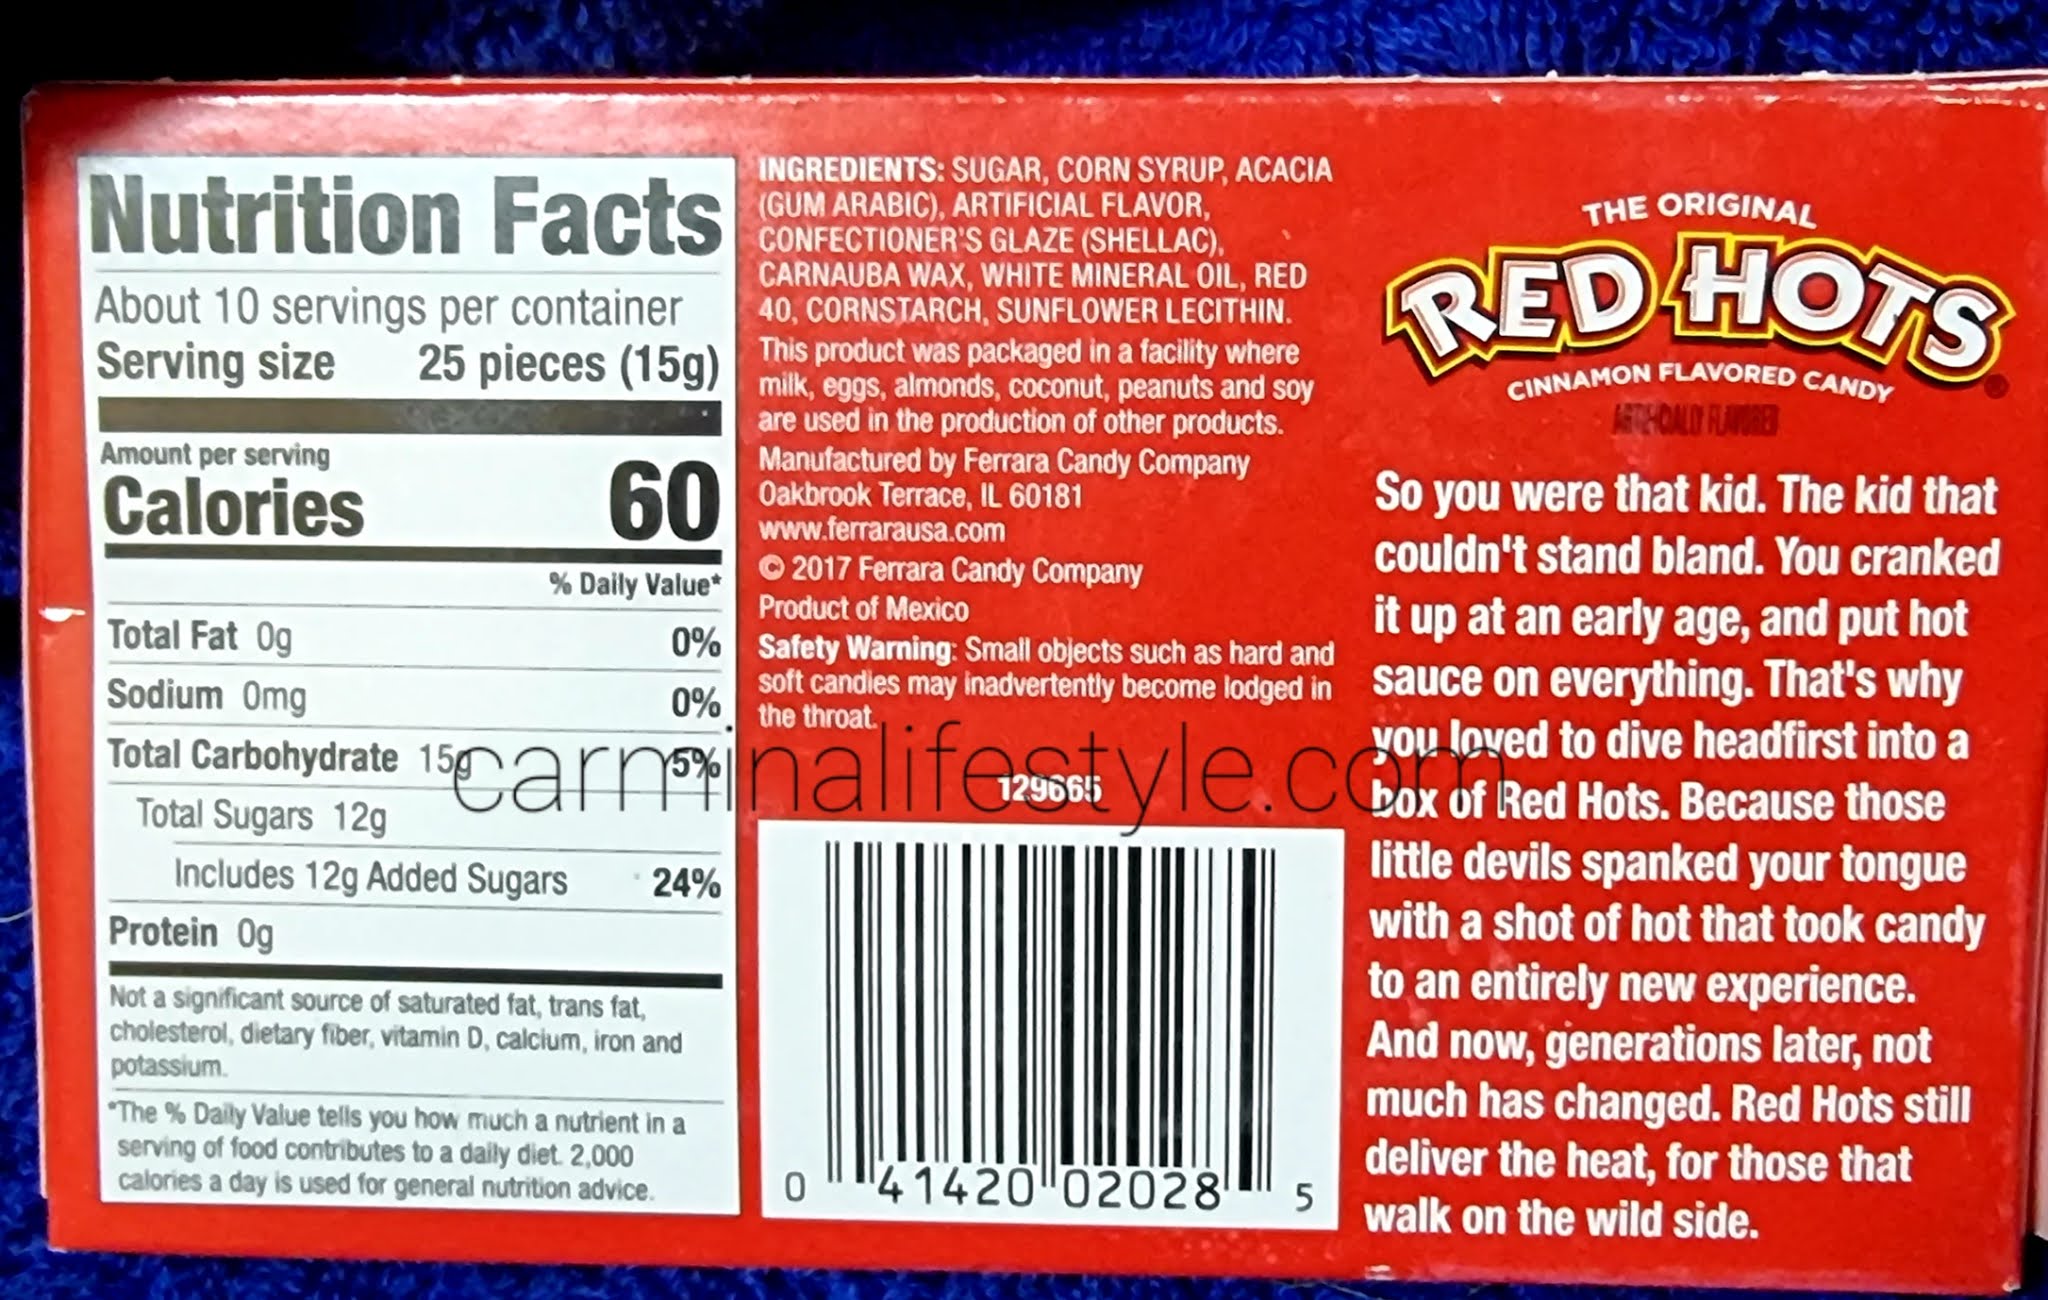 Nutrition Facts
About 10 servings per container
Serving size 25 pieces (15g)
Amount per serving
Calories 60
% Daily Value*
Total Fat 0g 0%
Sodium 0mg 0%
Total Carbohydrate 15g 5%
Total Sugars 12g
Includes 12g Added Sugars 24%
Protein 0g
Not a significant source of saturated fat, trans fat,
cholesterol, dietary fiber, vitamin D, calcium, iron and
potassium.
*The % Daily Value tells you how much a nutrient in a
serving of food contributes to a daily diet. 2,000
calories a day is used for general nutrition advice.
INGREDIENTS: SUGAR, CORN SYRUP, ACACIA
(GUM ARABIC), ARTIFICIAL FLAVOR,
CONFECTIONER'S GLAZE (SHELLAC),
CARNAUBA WAX, WHITE MINERAL OIL, RED
40, CORNSTARCH, SUNFLOWER LECITHIN.
This product was packaged in a facility where
milk, eggs, almonds, coconut, peanuts and soy
are used in the production of other products.
Manufactured by Ferrara Candy Company
Oakbrook Terrace, IL 60181
www.ferrarausa.com
© 2017 Ferrara Candy Company
Product of Mexico
Safety Warning: Small objects such as hard and
soft candies may inadvertently become lodged in
the throat.
carminalifestyle.com
129665
0 41420 02028 5
THE ORIGINAL
RED HOTS®
CINNAMON FLAVORED CANDY
ARTIFICIALLY FLAVORED
So you were that kid. The kid that
couldn't stand bland. You cranked
it up at an early age, and put hot
sauce on everything. That's why
you loved to dive headfirst into a
box of Red Hots. Because those
little devils spanked your tongue
with a shot of hot that took candy
to an entirely new experience.
And now, generations later, not
much has changed. Red Hots still
deliver the heat, for those that
walk on the wild side.